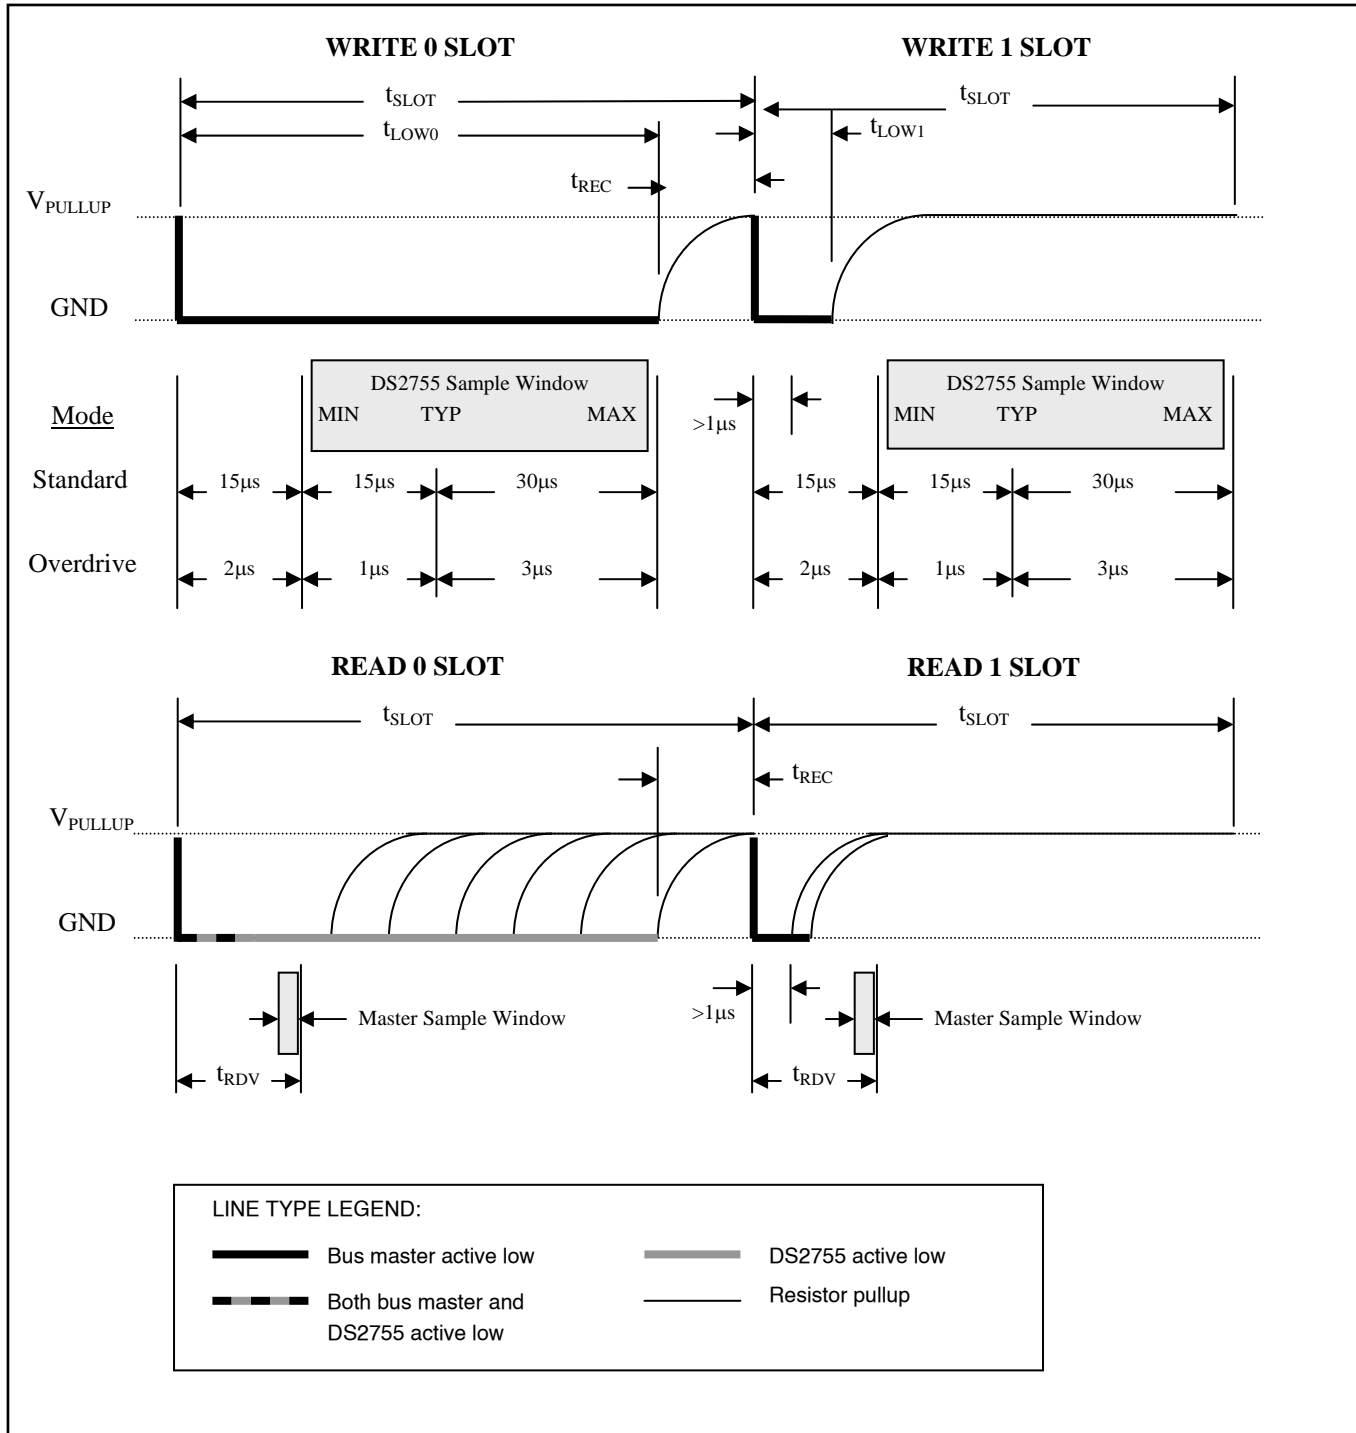 WRITE 0 SLOT WRITE 1 SLOT
tSLOT tSLOT
tLOW0 tLOW1
tREC
VPULLUP
GND
DS2755 Sample Window DS2755 Sample Window
Mode MIN TYP MAX >1μs MIN TYP MAX
Standard 15μs 15μs 30μs 15μs 15μs 30μs
Overdrive 2μs 1μs 3μs 2μs 1μs 3μs
READ 0 SLOT READ 1 SLOT
tSLOT tSLOT
tREC
VPULLUP
GND
>1μs
Master Sample Window Master Sample Window
tRDV tRDV
LINE TYPE LEGEND:
Bus master active low DS2755 active low
Both bus master and Resistor pullup
DS2755 active low